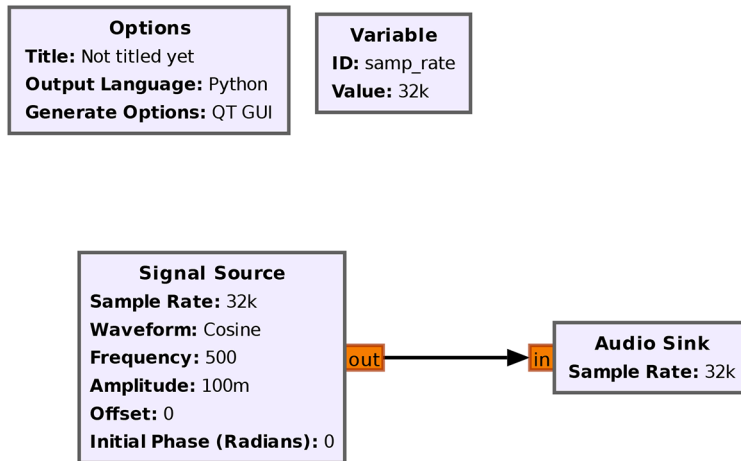 Options
Title: Not titled yet
Output Language: Python
Generate Options: QT GUI
Variable
ID: samp_rate
Value: 32k
Signal Source
Sample Rate: 32k
Waveform: Cosine
Frequency: 500
Amplitude: 100m
Offset: 0
Initial Phase (Radians): 0
out
in
Audio Sink
Sample Rate: 32k